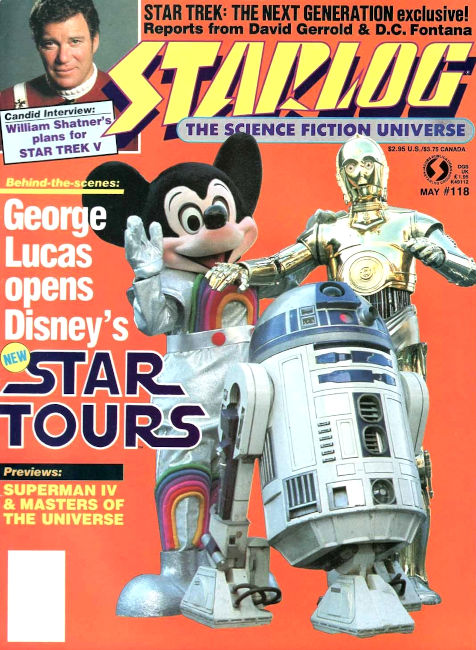 STAR TREK: THE NEXT GENERATION exclusive!
Reports from David Gerrold & D.C. Fontana
STARLOG
THE SCIENCE FICTION UNIVERSE
Candid Interview:
William Shatner's
plans for
STAR TREK V
$2.95 U.S./$3.75 CANADA
MAY #118
Behind-the-scenes:
George
Lucas
opens
Disney's
NEW
STAR
TOURS
Previews:
SUPERMAN IV
& MASTERS OF
THE UNIVERSE